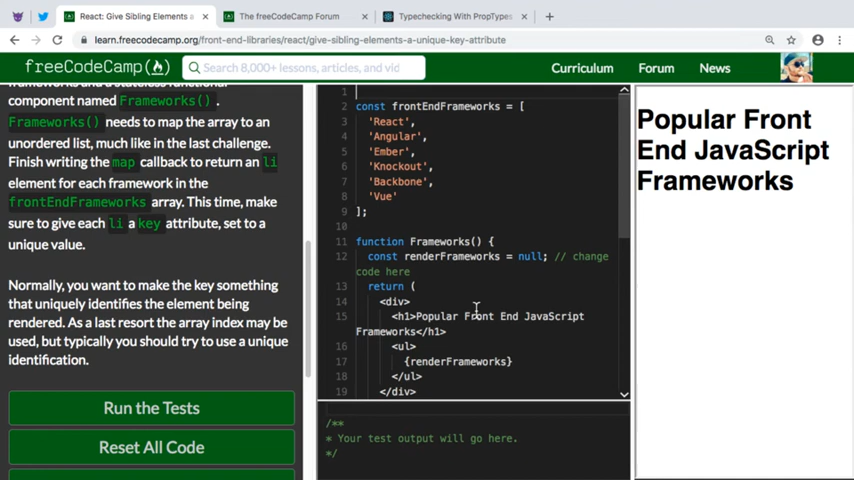 React: Give Sibling Elements a
The freeCodeCamp Forum
Typechecking With PropTypes
learn.freecodecamp.org/front-end-libraries/react/give-sibling-elements-a-unique-key-attribute
freeCodeCamp
Search 8,000+ lessons, articles, and vid
Curriculum
Forum
News
frameworks and a stateless functional
component named Frameworks() .
Frameworks() needs to map the array to an
unordered list, much like in the last challenge.
Finish writing the map callback to return an li
element for each framework in the
frontEndFrameworks array. This time, make
sure to give each li a key attribute, set to a
unique value.
Normally, you want to make the key something
that uniquely identifies the element being
rendered. As a last resort the array index may be
used, but typically you should try to use a unique
identification.
Run the Tests
Reset All Code
1
2 const frontEndFrameworks = [
3 'React',
4 'Angular',
5 'Ember',
6 'Knockout',
7 'Backbone',
8 'Vue'
9 ];
10
11 function Frameworks() {
12 const renderFrameworks = null; // change
code here
13 return (
14 <div>
15 <h1>Popular Front End JavaScript
Frameworks</h1>
16 <ul>
17 {renderFrameworks}
18 </ul>
19 </div>
/**
* Your test output will go here.
*/
Popular Front
End JavaScript
Frameworks